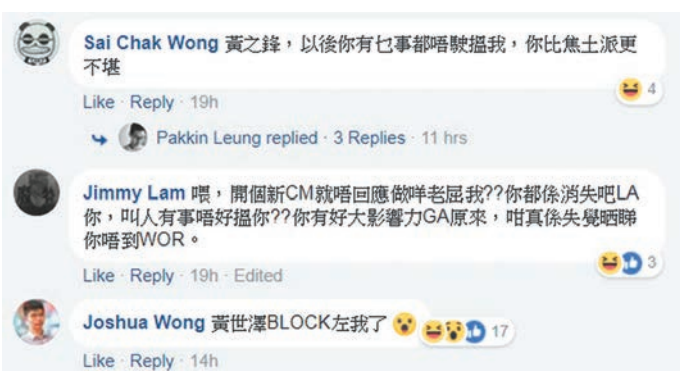 Sai Chak Wong 黃之鋒，以後你有乜事都唔駛搵我，你比焦土派更
不堪
4
Like · Reply · 19h
Pakkin Leung replied · 3 Replies · 11 hrs
Jimmy Lam 喂，開個新CM就唔回應做咩老屈我??你都係消失吧LA
你，叫人有事唔好搵你??你有好大影響力GA原來，咁真係失覺晒睇
你唔到WOR。
3
Like · Reply · 19h · Edited
Joshua Wong 黃世澤BLOCK左我了 17
Like · Reply · 14h